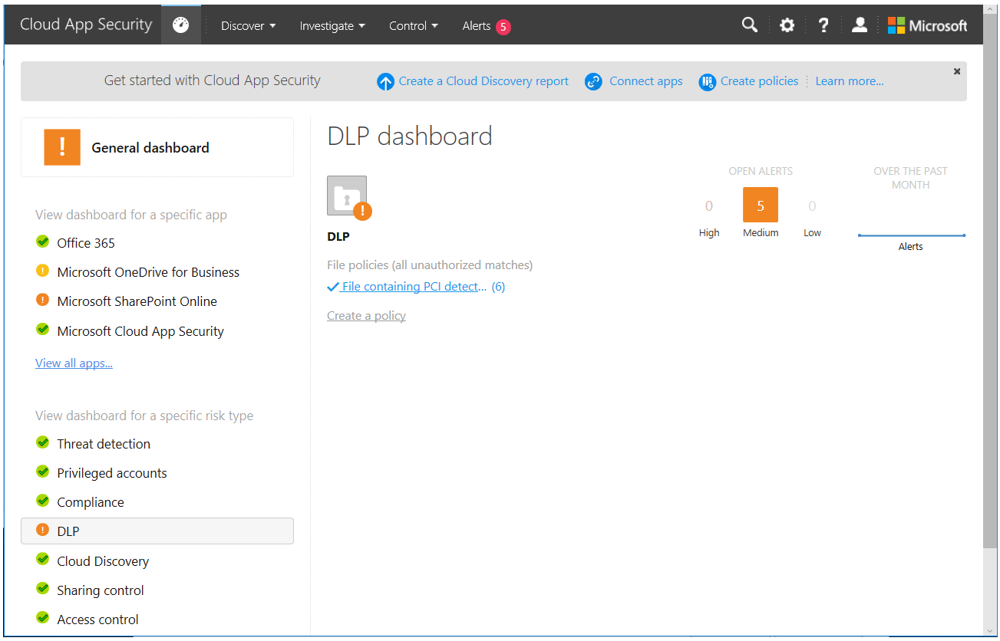 Cloud App Security
Discover
Investigate
Control
Alerts 5
?
Microsoft
Get started with Cloud App Security
Create a Cloud Discovery report
Connect apps
Create policies
Learn more...
General dashboard
View dashboard for a specific app
Office 365
Microsoft OneDrive for Business
Microsoft SharePoint Online
Microsoft Cloud App Security
View all apps...
View dashboard for a specific risk type
Threat detection
Privileged accounts
Compliance
DLP
Cloud Discovery
Sharing control
Access control
DLP dashboard
DLP
File policies (all unauthorized matches)
File containing PCI detect... (6)
Create a policy
OPEN ALERTS
0 5 0
High Medium Low
OVER THE PAST
MONTH
Alerts